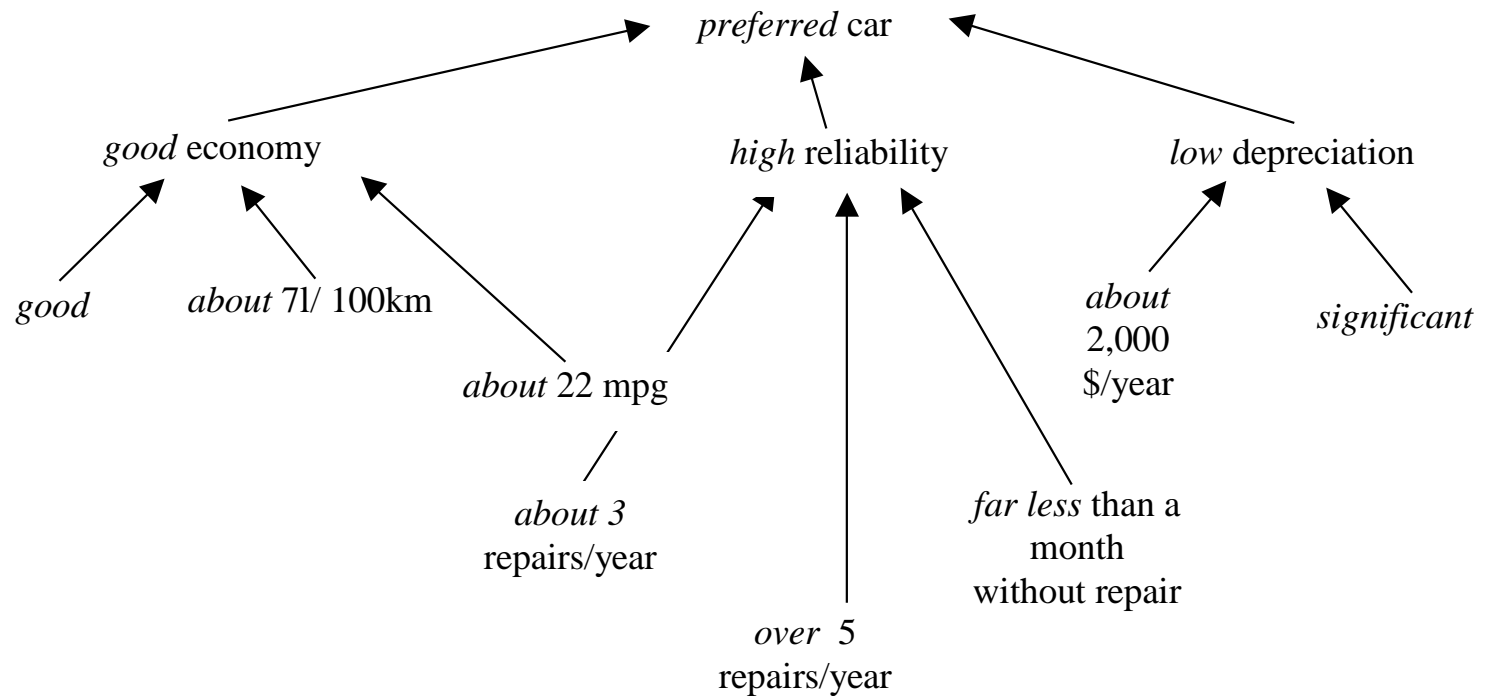 preferred car
good economy
high reliability
low depreciation
good
about 7l/ 100km
about
2,000
$/year
significant
about 22 mpg
about 3
repairs/year
far less than a
month
without repair
over 5
repairs/year